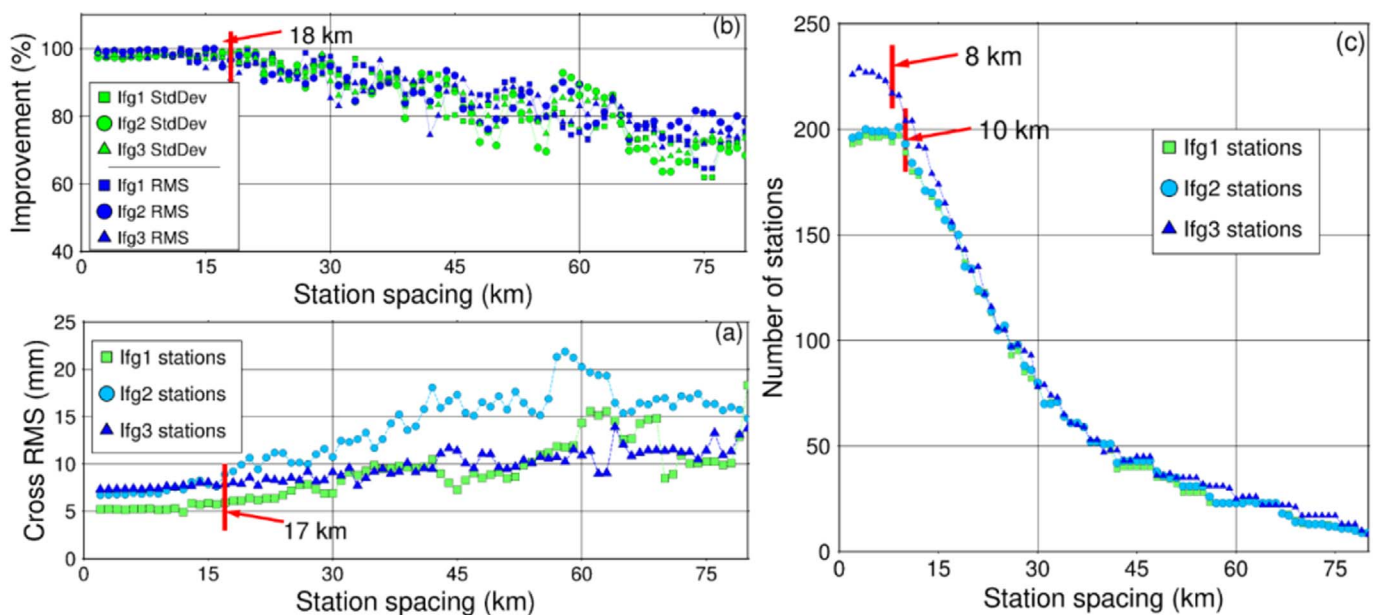 (b)
18 km
Improvement (%)
100
80
60
40
Ifg1 StdDev
Ifg2 StdDev
Ifg3 StdDev
Ifg1 RMS
Ifg2 RMS
Ifg3 RMS
0 15 30 45 60 75
Station spacing (km)
(a)
Cross RMS (mm)
25
20
15
10
5
0
Ifg1 stations
Ifg2 stations
Ifg3 stations
17 km
0 15 30 45 60 75
Station spacing (km)
(c)
8 km
10 km
Number of stations
250
200
150
100
50
0
Ifg1 stations
Ifg2 stations
Ifg3 stations
0 15 30 45 60 75
Station spacing (km)